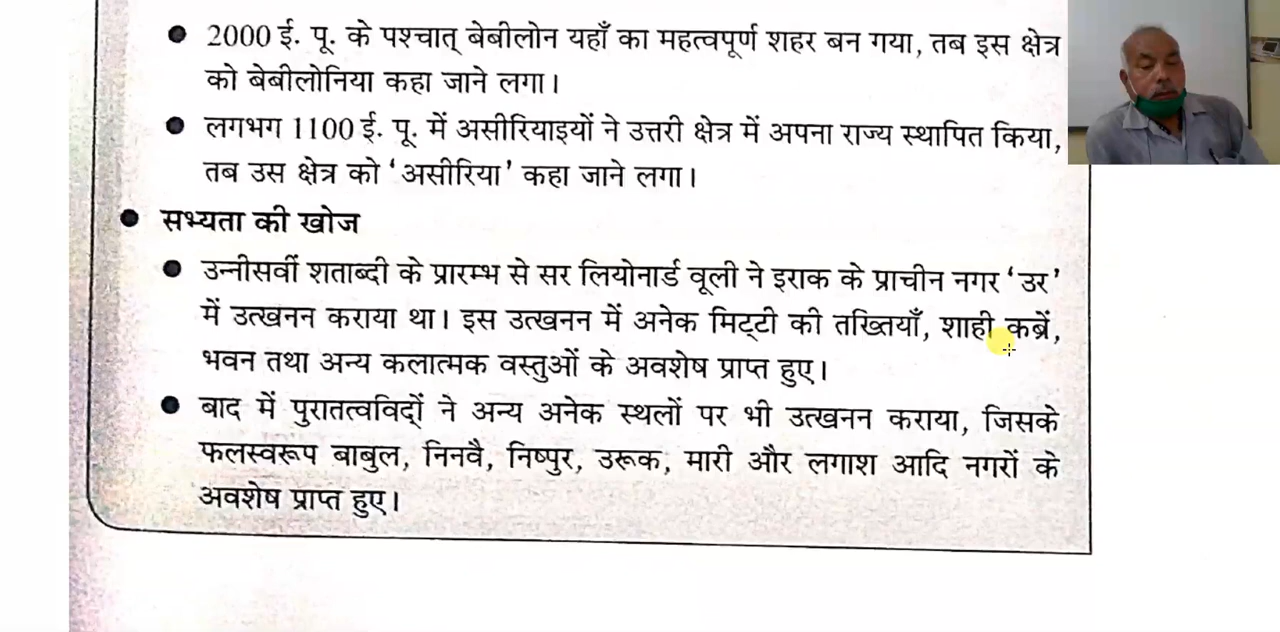 ● 2000 ई. पू. के पश्चात् बेबीलोन यहाँ का महत्वपूर्ण शहर बन गया, तब इस क्षेत्र
को बेबीलोनिया कहा जाने लगा।
● लगभग 1100 ई. पू. में असीरियाइयों ने उत्तरी क्षेत्र में अपना राज्य स्थापित किया,
तब उस क्षेत्र को ‘असीरिया’ कहा जाने लगा।
● सभ्यता की खोज
● उन्नीसवीं शताब्दी के प्रारम्भ से सर लियोनार्ड वूली ने इराक के प्राचीन नगर ‘उर’
में उत्खनन कराया था। इस उत्खनन में अनेक मिट्टी की तख्तियाँ, शाही कब्रें,
भवन तथा अन्य कलात्मक वस्तुओं के अवशेष प्राप्त हुए।
● बाद में पुरातत्वविदों ने अन्य अनेक स्थलों पर भी उत्खनन कराया, जिसके
फलस्वरूप बाबुल, निनवै, निष्पुर, उरूक, मारी और लगाश आदि नगरों के
अवशेष प्राप्त हुए।